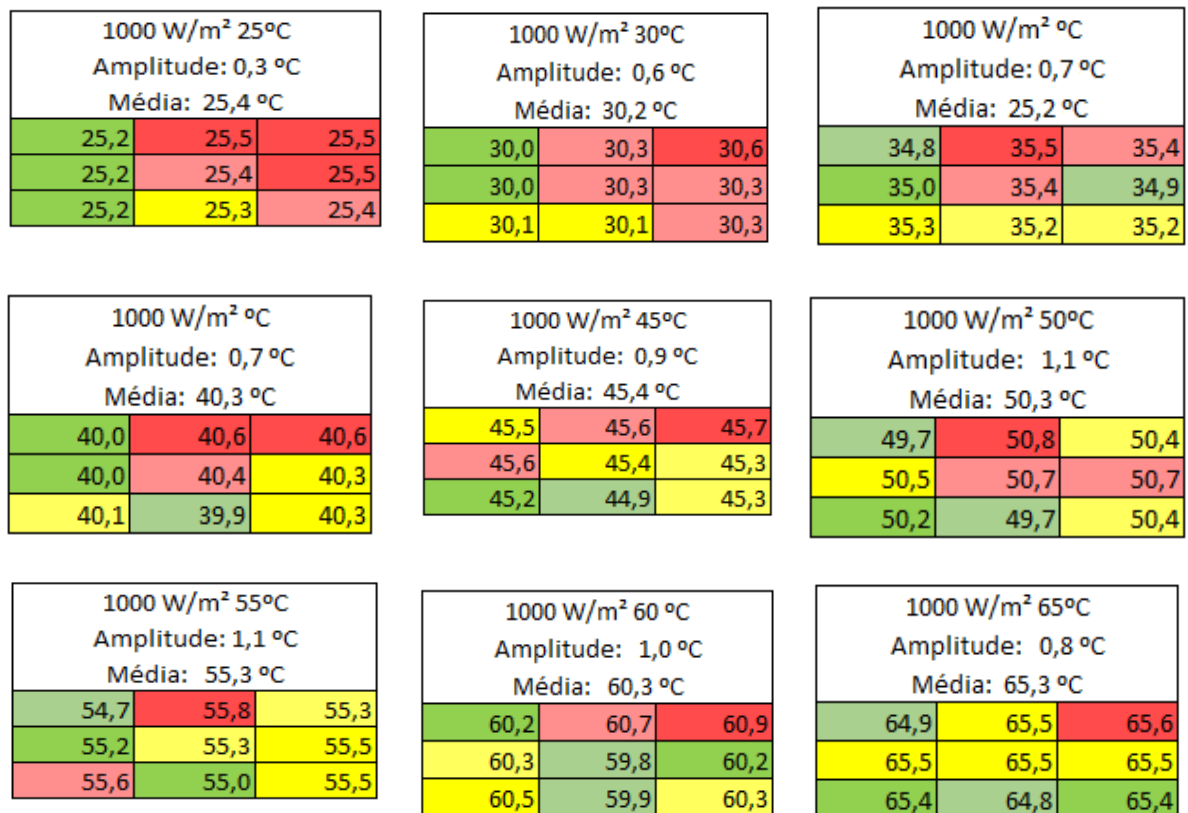 1000 W/m² 25ºC
Amplitude: 0,3 ºC
Média: 25,4 ºC
25,2 25,5 25,5
25,2 25,4 25,5
25,2 25,3 25,4
1000 W/m² 30ºC
Amplitude: 0,6 ºC
Média: 30,2 ºC
30,0 30,3 30,6
30,0 30,3 30,3
30,1 30,1 30,3
1000 W/m² ºC
Amplitude: 0,7 ºC
Média: 25,2 ºC
34,8 35,5 35,4
35,0 35,4 34,9
35,3 35,2 35,2
1000 W/m² ºC
Amplitude: 0,7 ºC
Média: 40,3 ºC
40,0 40,6 40,6
40,0 40,4 40,3
40,1 39,9 40,3
1000 W/m² 45ºC
Amplitude: 0,9 ºC
Média: 45,4 ºC
45,5 45,6 45,7
45,6 45,4 45,3
45,2 44,9 45,3
1000 W/m² 50ºC
Amplitude: 1,1 ºC
Média: 50,3 ºC
49,7 50,8 50,4
50,5 50,7 50,7
50,2 49,7 50,4
1000 W/m² 55ºC
Amplitude: 1,1 ºC
Média: 55,3 ºC
54,7 55,8 55,3
55,2 55,3 55,5
55,6 55,0 55,5
1000 W/m² 60 ºC
Amplitude: 1,0 ºC
Média: 60,3 ºC
60,2 60,7 60,9
60,3 59,8 60,2
60,5 59,9 60,3
1000 W/m² 65ºC
Amplitude: 0,8 ºC
Média: 65,3 ºC
64,9 65,5 65,6
65,5 65,5 65,5
65,4 64,8 65,4